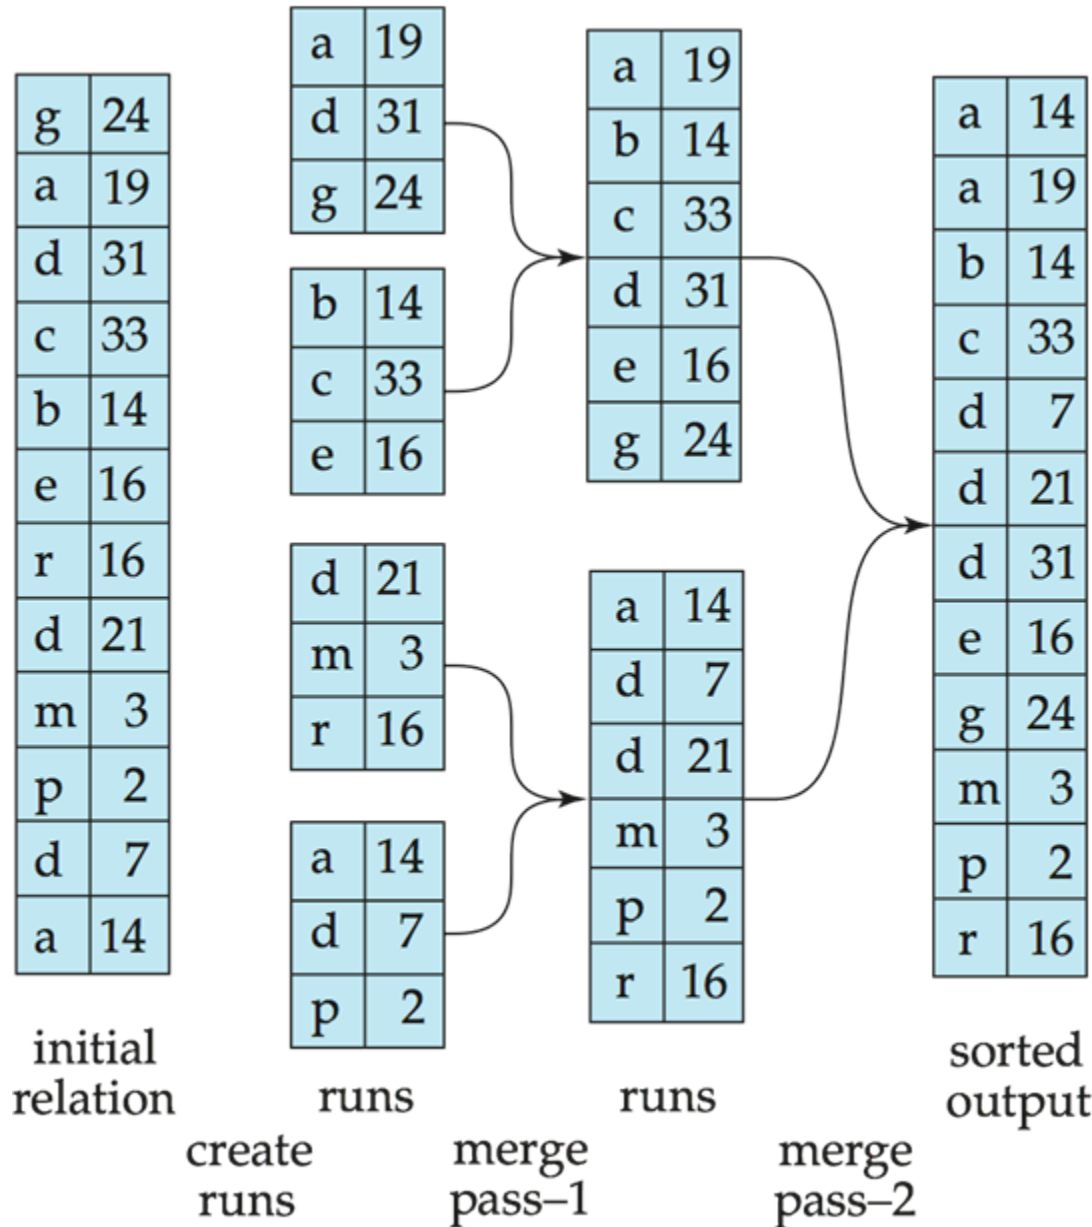 g 24
a 19
d 31
c 33
b 14
e 16
r 16
d 21
m 3
p 2
d 7
a 14
initial
relation
a 19
d 31
g 24
b 14
c 33
e 16
d 21
m 3
r 16
a 14
d 7
p 2
runs
a 19
b 14
c 33
d 31
e 16
g 24
a 14
d 7
d 21
m 3
p 2
r 16
runs
a 14
a 19
b 14
c 33
d 7
d 21
d 31
e 16
g 24
m 3
p 2
r 16
sorted
output
create
runs
merge
pass–1
merge
pass–2